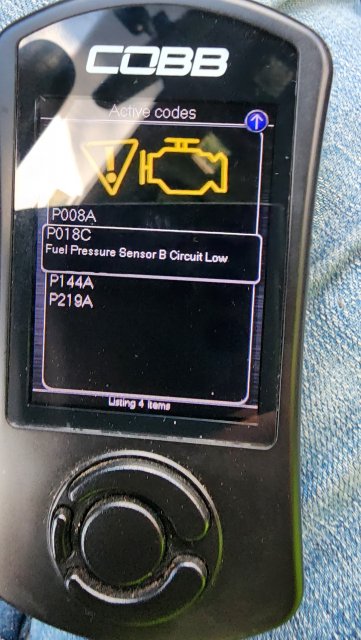 COBB
Active codes
P008A
P018C
Fuel Pressure Sensor B Circuit Low
P144A
P219A
Listing 4 items